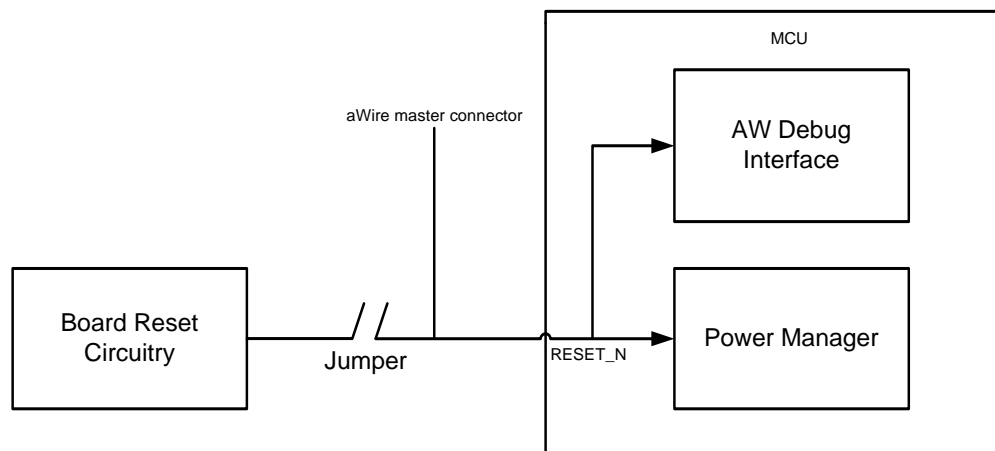 MCU
aWire master connector
AW Debug
Interface
Board Reset
Circuitry
Jumper
RESET_N
Power Manager